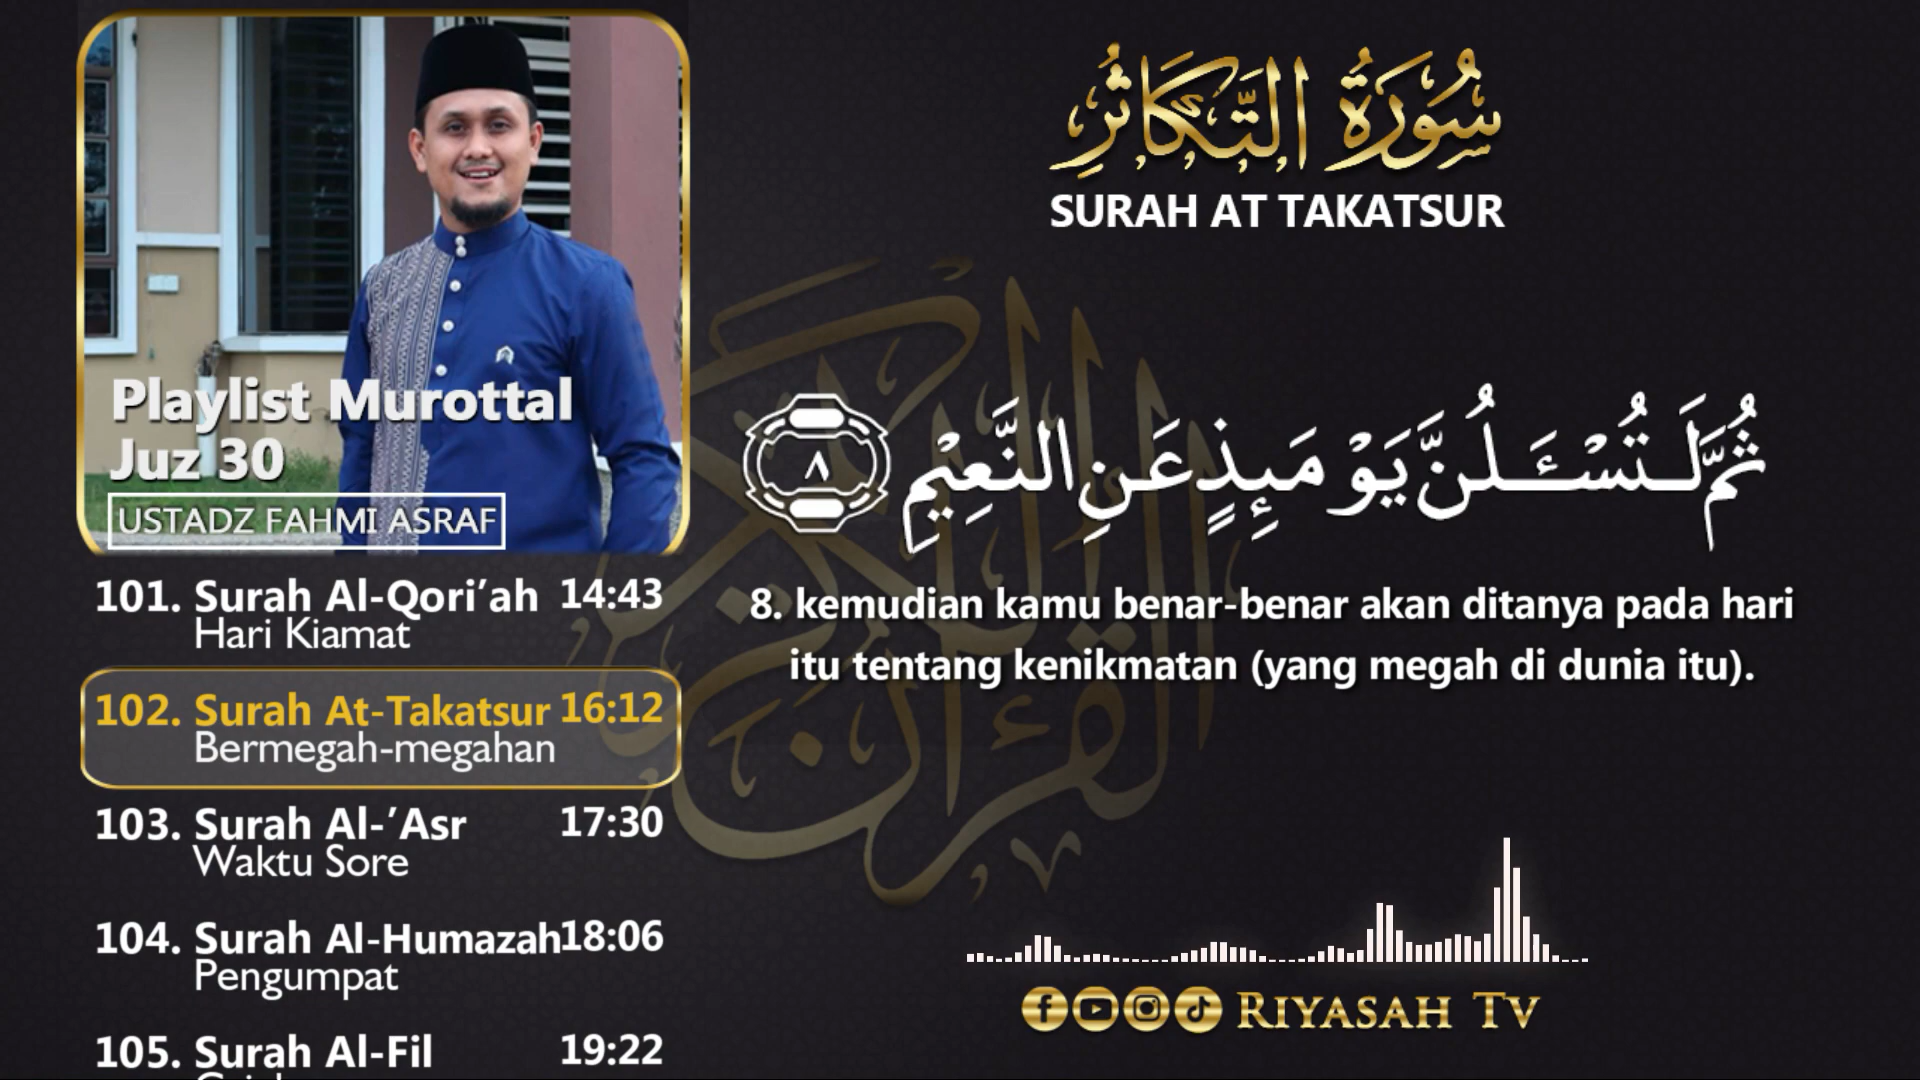 Playlist Murottal
Juz 30
USTADZ FAHMI ASRAF
101. Surah Al-Qori’ah 14:43
Hari Kiamat
102. Surah At-Takatsur 16:12
Bermegah-megahan
103. Surah Al-’Asr 17:30
Waktu Sore
104. Surah Al-Humazah 18:06
Pengumpat
105. Surah Al-Fil 19:22
سُورَةُ التَّكَاثُرِ
SURAH AT TAKATSUR
ثُمَّ لَـتُسْـَٔـلُنَّ يَوْمَىِٕذٍ عَنِ النَّعِيْمِ ٨
8. kemudian kamu benar-benar akan ditanya pada hari
itu tentang kenikmatan (yang megah di dunia itu).
RIYASAH TV